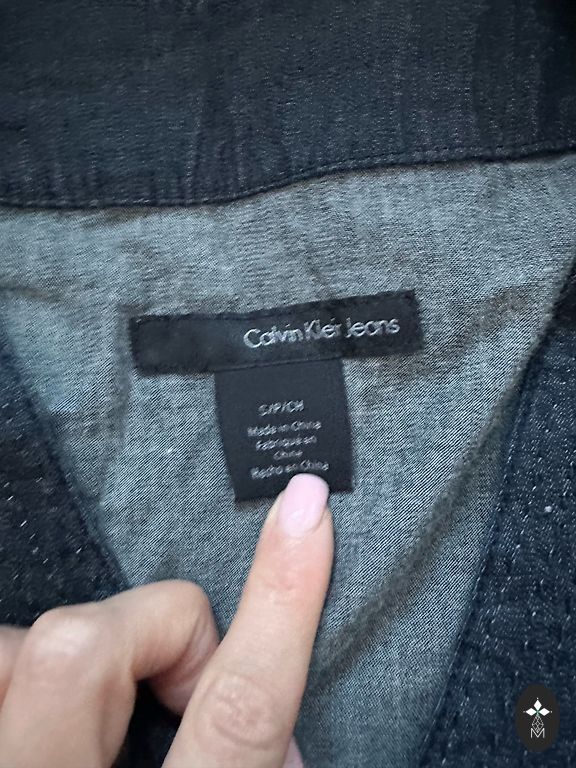 Calvin Klein Jeans
S/P/CH
Made in China
Fabriqué en
Chine
Hecho en China